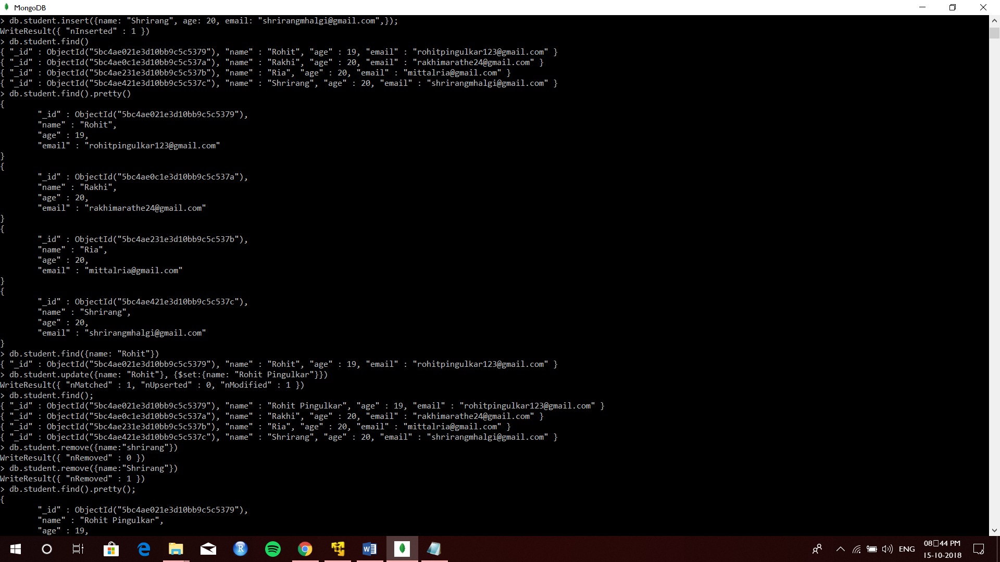 MongoDB
> db.student.insert({name: "Shrirang", age: 20, email: "shrirangmhalgi@gmail.com",});
WriteResult({ "nInserted" : 1 })
> db.student.find()
{ "_id" : ObjectId("5bc4ae021e3d10bb9c5c5379"), "name" : "Rohit", "age" : 19, "email" : "rohitpingulkar123@gmail.com" }
{ "_id" : ObjectId("5bc4ae0c1e3d10bb9c5c537a"), "name" : "Rakhi", "age" : 20, "email" : "rakhimarathe24@gmail.com" }
{ "_id" : ObjectId("5bc4ae231e3d10bb9c5c537b"), "name" : "Ria", "age" : 20, "email" : "mittalria@gmail.com" }
{ "_id" : ObjectId("5bc4ae421e3d10bb9c5c537c"), "name" : "Shrirang", "age" : 20, "email" : "shrirangmhalgi@gmail.com" }
> db.student.find().pretty()
{
        "_id" : ObjectId("5bc4ae021e3d10bb9c5c5379"),
        "name" : "Rohit",
        "age" : 19,
        "email" : "rohitpingulkar123@gmail.com"
}
{
        "_id" : ObjectId("5bc4ae0c1e3d10bb9c5c537a"),
        "name" : "Rakhi",
        "age" : 20,
        "email" : "rakhimarathe24@gmail.com"
}
{
        "_id" : ObjectId("5bc4ae231e3d10bb9c5c537b"),
        "name" : "Ria",
        "age" : 20,
        "email" : "mittalria@gmail.com"
}
{
        "_id" : ObjectId("5bc4ae421e3d10bb9c5c537c"),
        "name" : "Shrirang",
        "age" : 20,
        "email" : "shrirangmhalgi@gmail.com"
}
> db.student.find({name: "Rohit"})
{ "_id" : ObjectId("5bc4ae021e3d10bb9c5c5379"), "name" : "Rohit", "age" : 19, "email" : "rohitpingulkar123@gmail.com" }
> db.student.update({name: "Rohit"}, {$set:{name: "Rohit Pingulkar"}})
WriteResult({ "nMatched" : 1, "nUpserted" : 0, "nModified" : 1 })
> db.student.find();
{ "_id" : ObjectId("5bc4ae021e3d10bb9c5c5379"), "name" : "Rohit Pingulkar", "age" : 19, "email" : "rohitpingulkar123@gmail.com" }
{ "_id" : ObjectId("5bc4ae0c1e3d10bb9c5c537a"), "name" : "Rakhi", "age" : 20, "email" : "rakhimarathe24@gmail.com" }
{ "_id" : ObjectId("5bc4ae231e3d10bb9c5c537b"), "name" : "Ria", "age" : 20, "email" : "mittalria@gmail.com" }
{ "_id" : ObjectId("5bc4ae421e3d10bb9c5c537c"), "name" : "Shrirang", "age" : 20, "email" : "shrirangmhalgi@gmail.com" }
> db.student.remove({name:"shrirang"})
WriteResult({ "nRemoved" : 0 })
> db.student.remove({name:"Shrirang"})
WriteResult({ "nRemoved" : 1 })
> db.student.find().pretty();
{
        "_id" : ObjectId("5bc4ae021e3d10bb9c5c5379"),
        "name" : "Rohit Pingulkar",
        "age" : 19,
ENG
08□44 PM
15-10-2018